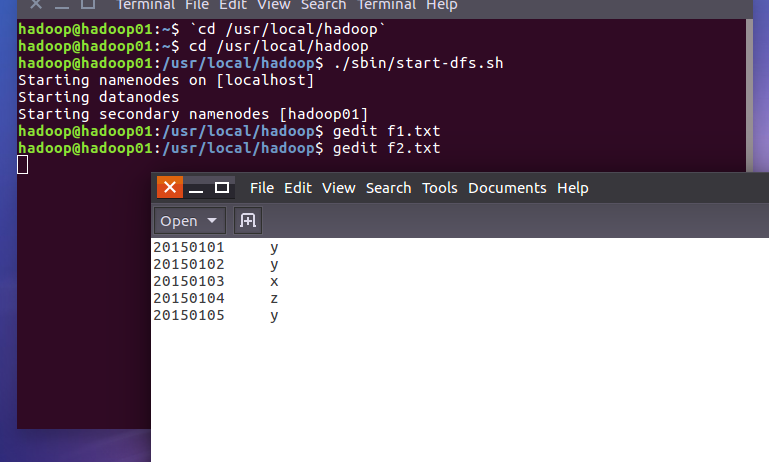 Terminal File Edit View Search Terminal Help
hadoop@hadoop01:~$ `cd /usr/local/hadoop`
hadoop@hadoop01:~$ cd /usr/local/hadoop
hadoop@hadoop01:/usr/local/hadoop$ ./sbin/start-dfs.sh
Starting namenodes on [localhost]
Starting datanodes
Starting secondary namenodes [hadoop01]
hadoop@hadoop01:/usr/local/hadoop$ gedit f1.txt
hadoop@hadoop01:/usr/local/hadoop$ gedit f2.txt
File Edit View Search Tools Documents Help
Open
20150101 y
20150102 y
20150103 x
20150104 z
20150105 y